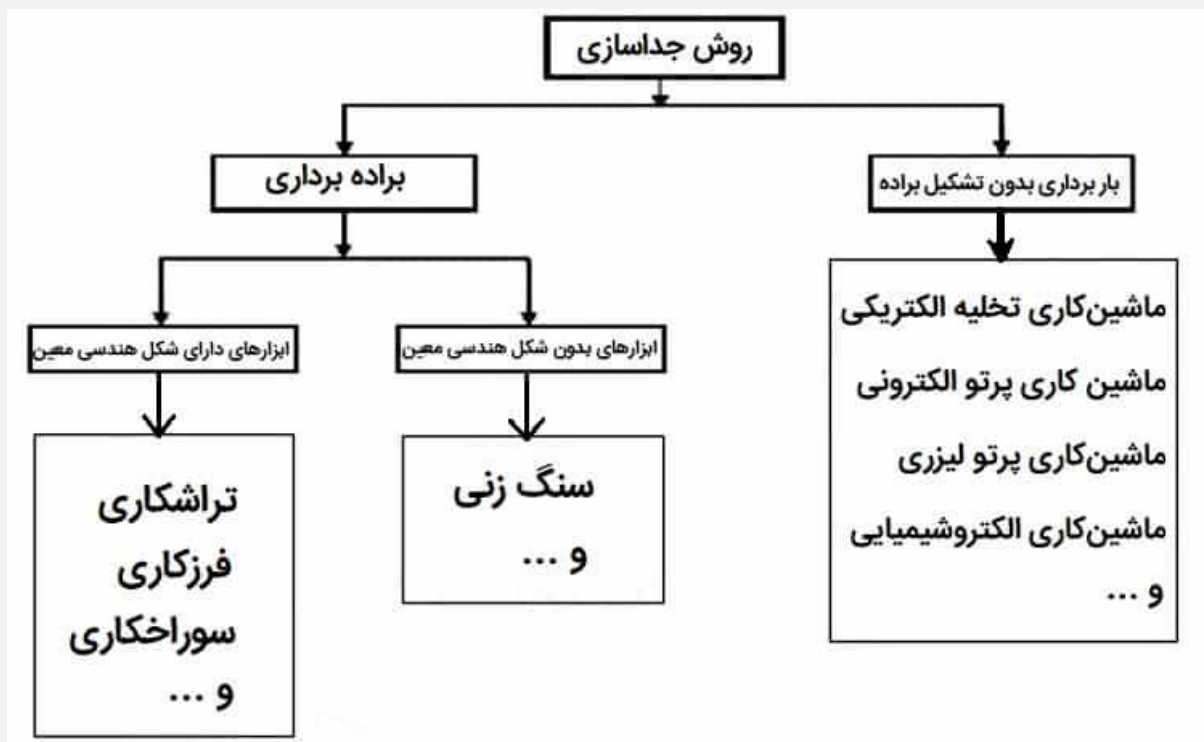 روش جداسازی
بار برداری بدون تشکیل براده
براده برداری
ماشین‌کاری تخلیه الکتریکی
ماشین کاری پرتو الکترونی
ماشین‌کاری پرتو لیزری
ماشین‌کاری الکتروشیمیایی
و ...
ابزارهای بدون شکل هندسی معین
ابزارهای دارای شکل هندسی معین
سنگ زنی
و ...
تراشکاری
فرزکاری
سوراخکاری
و ...